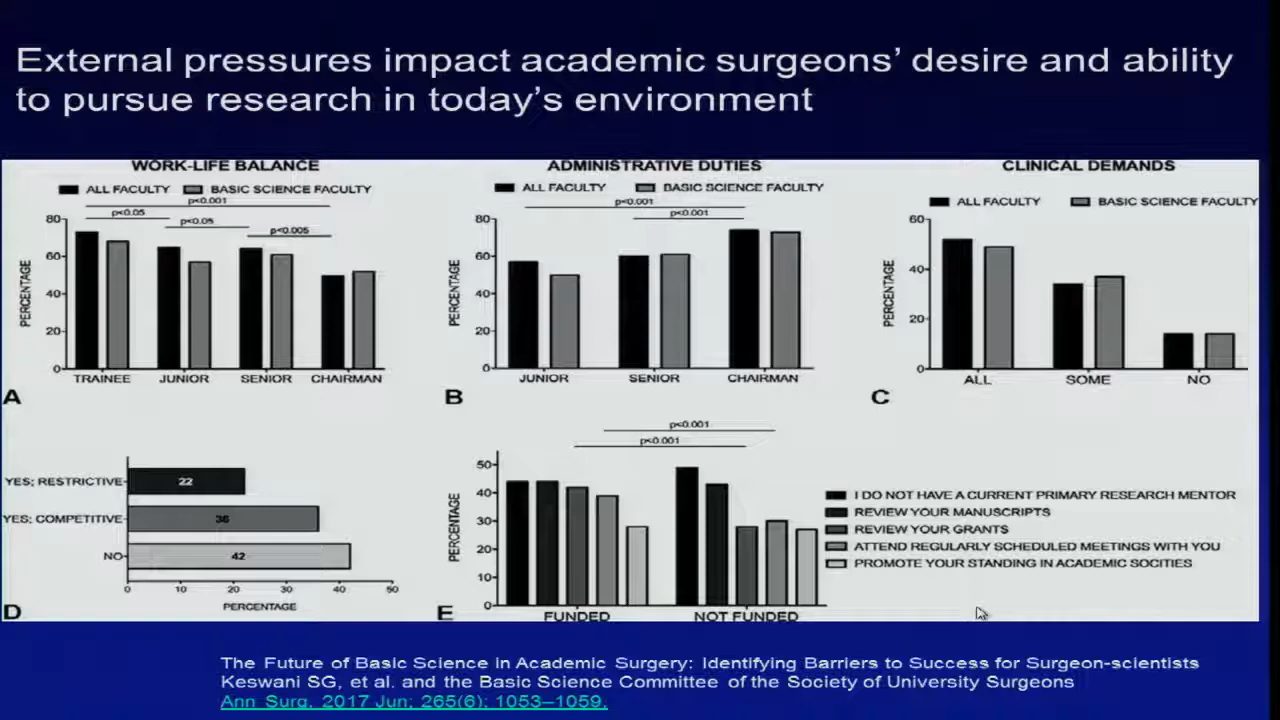 External pressures impact academic surgeons' desire and ability
to pursue research in today's environment
WORK-LIFE BALANCE
ALL FACULTY BASIC SCIENCE FACULTY
p<0.001
p<0.05
p<0.05
p<0.005
PERCENTAGE
80
60
40
20
0
TRAINEE JUNIOR SENIOR CHAIRMAN
A
ADMINISTRATIVE DUTIES
ALL FACULTY BASIC SCIENCE FACULTY
p<0.001
p<0.001
PERCENTAGE
80
60
40
20
0
JUNIOR SENIOR CHAIRMAN
B
CLINICAL DEMANDS
ALL FACULTY BASIC SCIENCE FACULTY
PERCENTAGE
60
40
20
0
ALL SOME NO
C
YES; RESTRICTIVE 22
YES; COMPETITIVE 36
NO 42
0 10 20 30 40 50
PERCENTAGE
D
p<0.001
p<0.001
PERCENTAGE
50
40
30
20
10
0
FUNDED NOT FUNDED
E
I DO NOT HAVE A CURRENT PRIMARY RESEARCH MENTOR
REVIEW YOUR MANUSCRIPTS
REVIEW YOUR GRANTS
ATTEND REGULARLY SCHEDULED MEETINGS WITH YOU
PROMOTE YOUR STANDING IN ACADEMIC SOCITIES
The Future of Basic Science in Academic Surgery: Identifying Barriers to Success for Surgeon-scientists
Keswani SG, et al. and the Basic Science Committee of the Society of University Surgeons
Ann Surg. 2017 Jun; 265(6): 1053–1059.